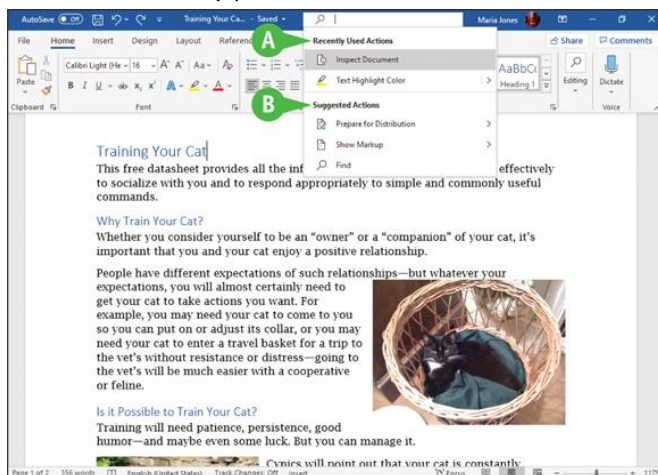 AutoSave Off Training Your Ca... - Saved Maria Jones
File Home Insert Design Layout Share Comments
A Recently Used Actions
Inspect Document
Text Highlight Color
B Suggested Actions
Prepare for Distribution
Show Markup
Find
Paste Calibri Light (He 16 A A Aa
B I U ab x, x² A A
AaBbC
Heading 1
Editing Dictate
Clipboard Font Voice
Training Your Cat
This free datasheet provides all the effectively
to socialize with you and to respond appropriately to simple and commonly useful
commands.
Why Train Your Cat?
Whether you consider yourself to be an “owner” or a “companion” of your cat, it’s
important that you and your cat enjoy a positive relationship.
People have different expectations of such relationships—but whatever your
expectations, you will almost certainly need to
get your cat to take actions you want. For
example, you may need your cat to come to you
so you can put on or adjust its collar, or you may
need your cat to enter a travel basket for a trip to
the vet’s without resistance or distress—going to
the vet’s will be much easier with a cooperative
or feline.
Is it Possible to Train Your Cat?
Training will need patience, persistence, good
humor—and maybe even some luck. But you can manage it.
Cynics will point out that your cat is constantly
Page 1 of 2 356 words English (United States) Track Changes: Off Insert Focus 117%